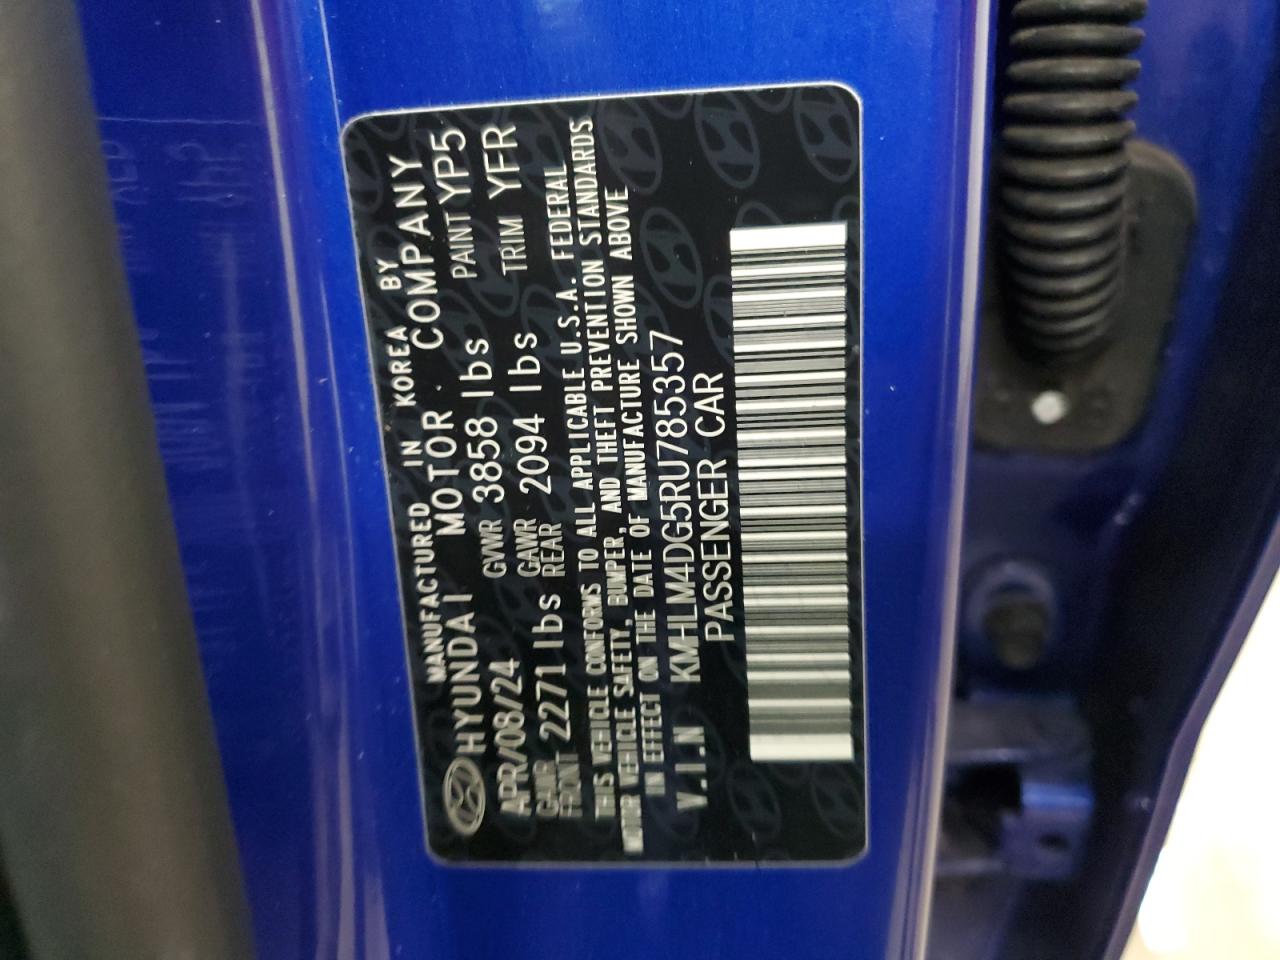 MANUFACTURED IN KOREA BY
HYUNDAI MOTOR COMPANY
APR/08/24 GVWR 3858 lbs PAINT YP5
GAWR FRONT 2271 lbs GAWR REAR 2094 lbs TRIM YFR
THIS VEHICLE CONFORMS TO ALL APPLICABLE U.S.A. FEDERAL
MOTOR VEHICLE SAFETY, BUMPER, AND THEFT PREVENTION STANDARDS
IN EFFECT ON THE DATE OF MANUFACTURE SHOWN ABOVE
V.I.N KMHLM4DG5RU785357
PASSENGER CAR